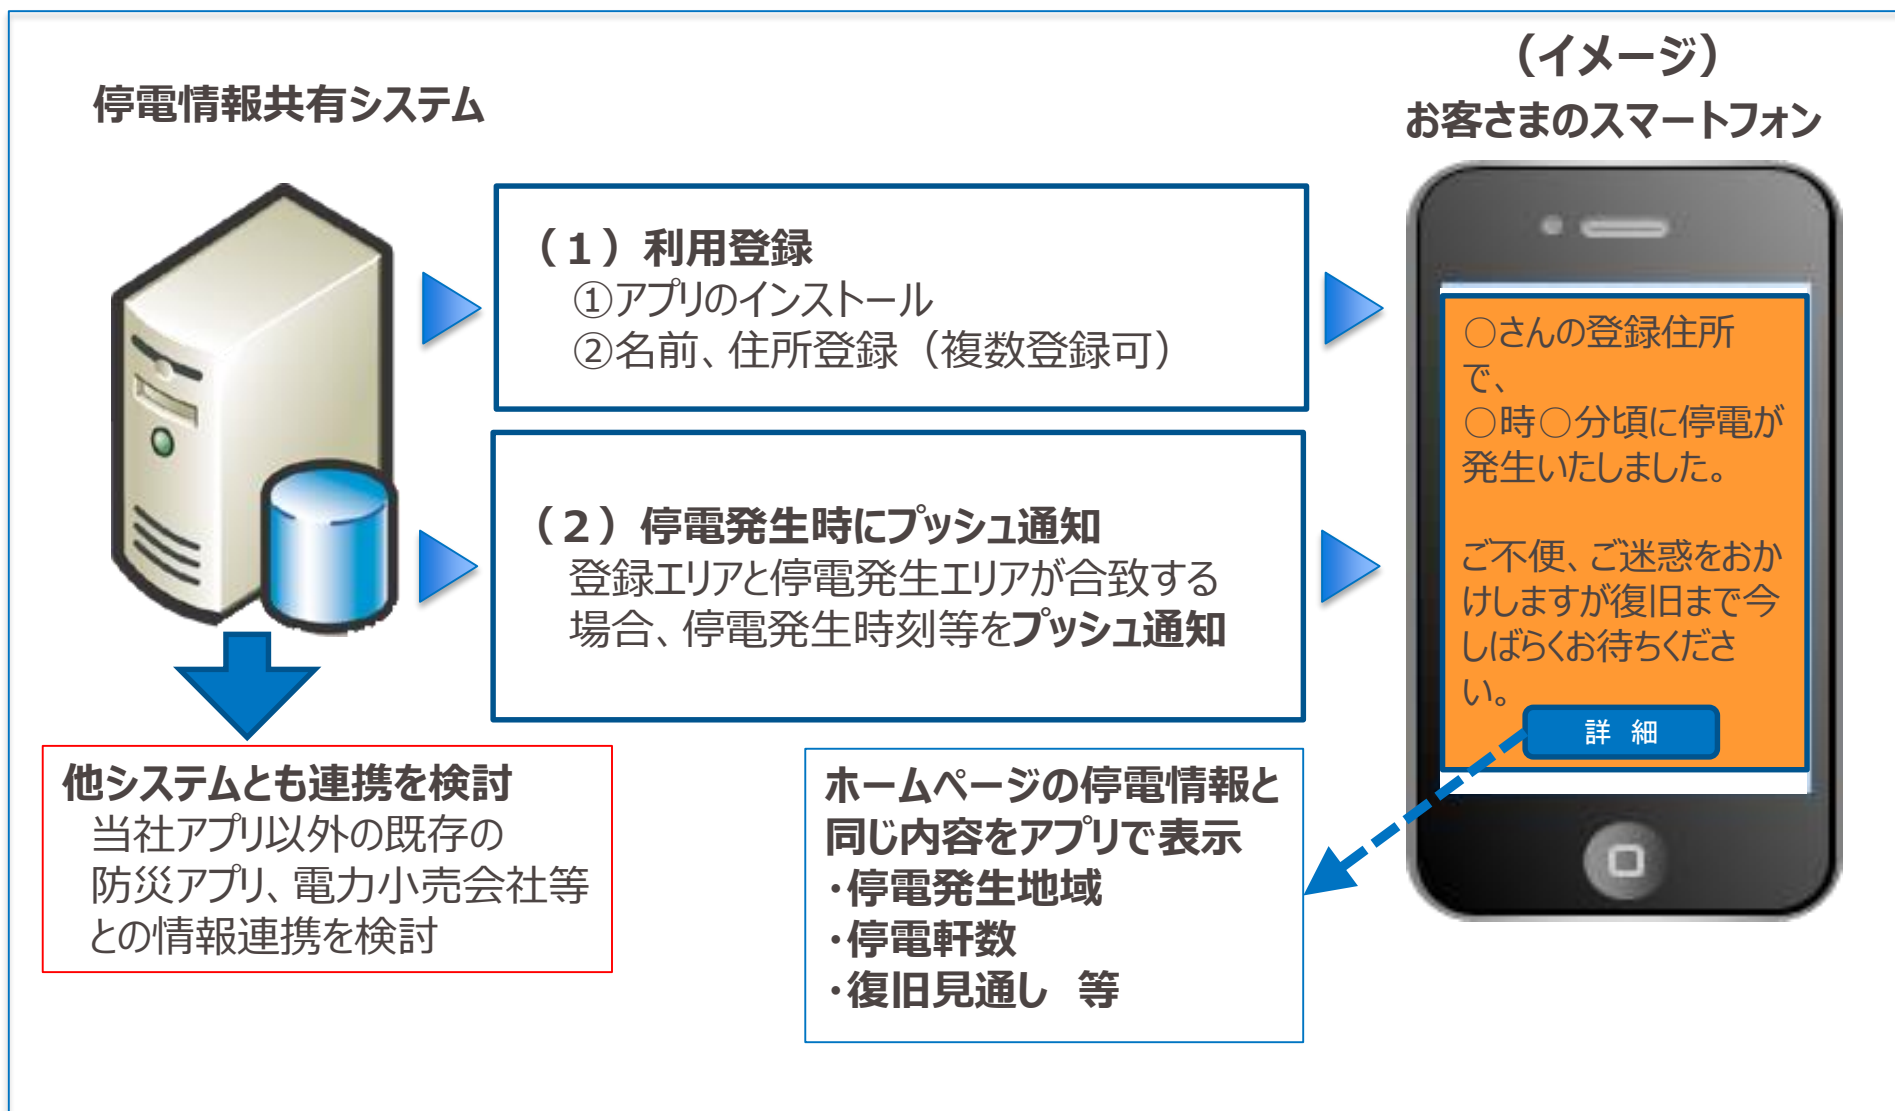 停電情報共有システム
（イメージ）
お客さまのスマートフォン
（１）利用登録
①アプリのインストール
②名前、住所登録（複数登録可）
（２）停電発生時にプッシュ通知
登録エリアと停電発生エリアが合致する
場合、停電発生時刻等をプッシュ通知
○さんの登録住所
で、
○時○分頃に停電が
発生いたしました。
ご不便、ご迷惑をおか
けしますが復旧まで今
しばらくお待ちくださ
い。
詳 細
他システムとも連携を検討
当社アプリ以外の既存の
防災アプリ、電力小売会社等
との情報連携を検討
ホームページの停電情報と
同じ内容をアプリで表示
・停電発生地域
・停電軒数
・復旧見通し 等